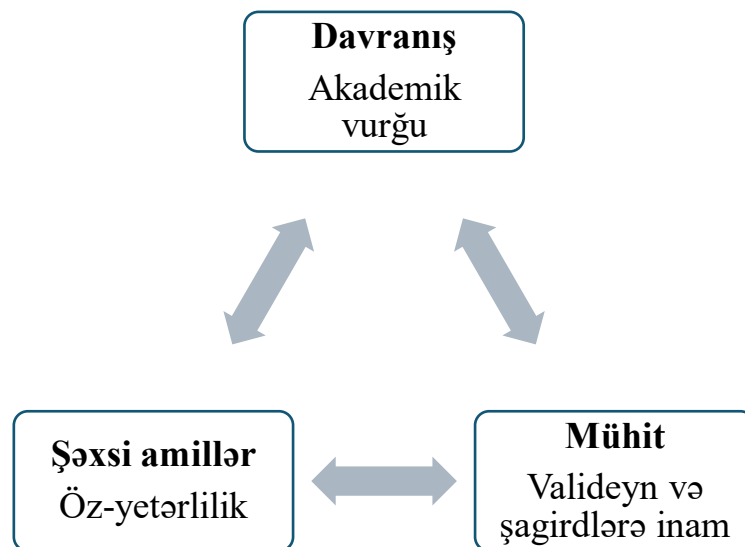 Davranış
Akademik
vurğu
Şəxsi amillər
Öz-yetərlilik
Mühit
Valideyn və
şagirdlərə inam